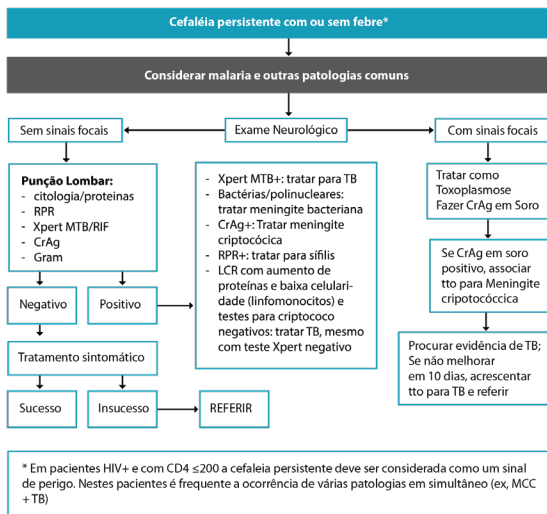 Cefaléia persistente com ou sem febre*
Considerar malaria e outras patologias comuns
Sem sinais focais
Exame Neurológico
Com sinais focais
Punção Lombar:
- citologia/proteinas
- RPR
- Xpert MTB/RIF
- CrAg
- Gram
- Xpert MTB+: tratar para TB
- Bactérias/polinucleares:
tratar meningite bacteriana
- CrAg+: Tratar meningite
criptocócica
- RPR+: tratar para sífilis
- LCR com aumento de
proteínas e baixa celulari-
dade (linfomonocitos) e
testes para criptococo
negativos: tratar TB, mesmo
com teste Xpert negativo
Tratar como
Toxoplasmose
Fazer CrAg em Soro
Se CrAg em soro
positivo, associar
tto para Meningite
cripotocóccica
Procurar evidência de TB;
Se não melhorar
em 10 dias, acrescentar
tto para TB e referir
Negativo
Positivo
Tratamento sintomático
Sucesso
Insucesso
REFERIR
* Em pacientes HIV+ e com CD4 ≤200 a cefaleia persistente deve ser considerada como um sinal
de perigo. Nestes pacientes é frequente a ocorrência de várias patologias em simultâneo (ex, MCC
+ TB)